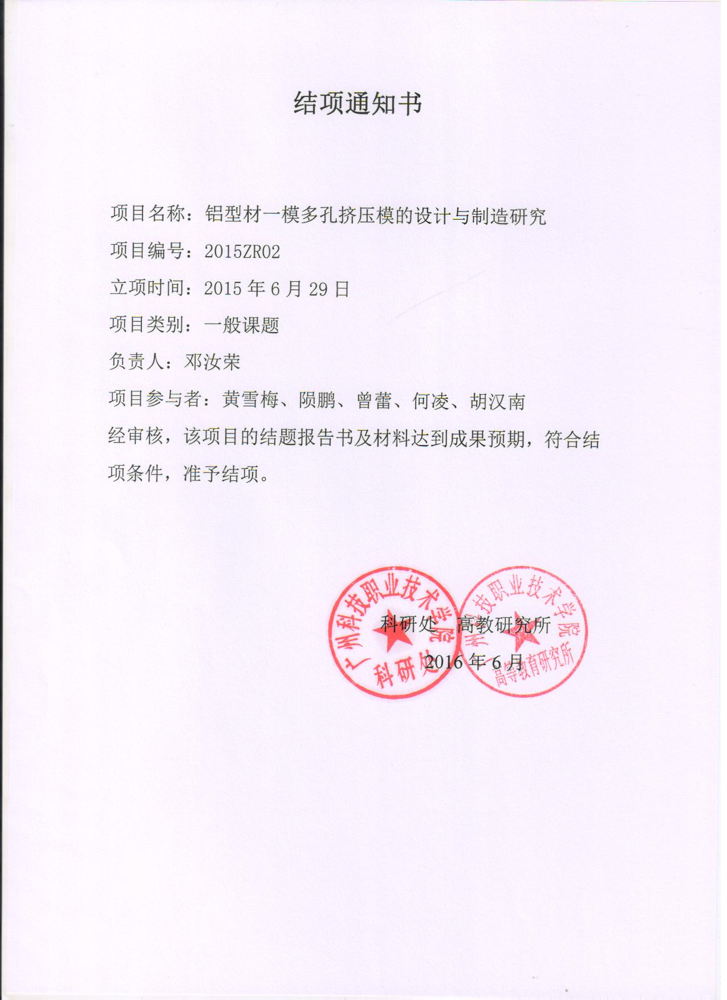 结项通知书
项目名称：铝型材一模多孔挤压模的设计与制造研究
项目编号：2015ZR02
立项时间：2015 年 6 月 29 日
项目类别：一般课题
负责人：邓汝荣
项目参与者：黄雪梅、陨鹏、曾蕾、何凌、胡汉南
经审核，该项目的结题报告书及材料达到成果预期，符合结
项条件，准予结项。
广州科技职业技术学院
科研处
广州科技职业技术学院
高等教育研究所
科研处 高教研究所
2016 年 6 月